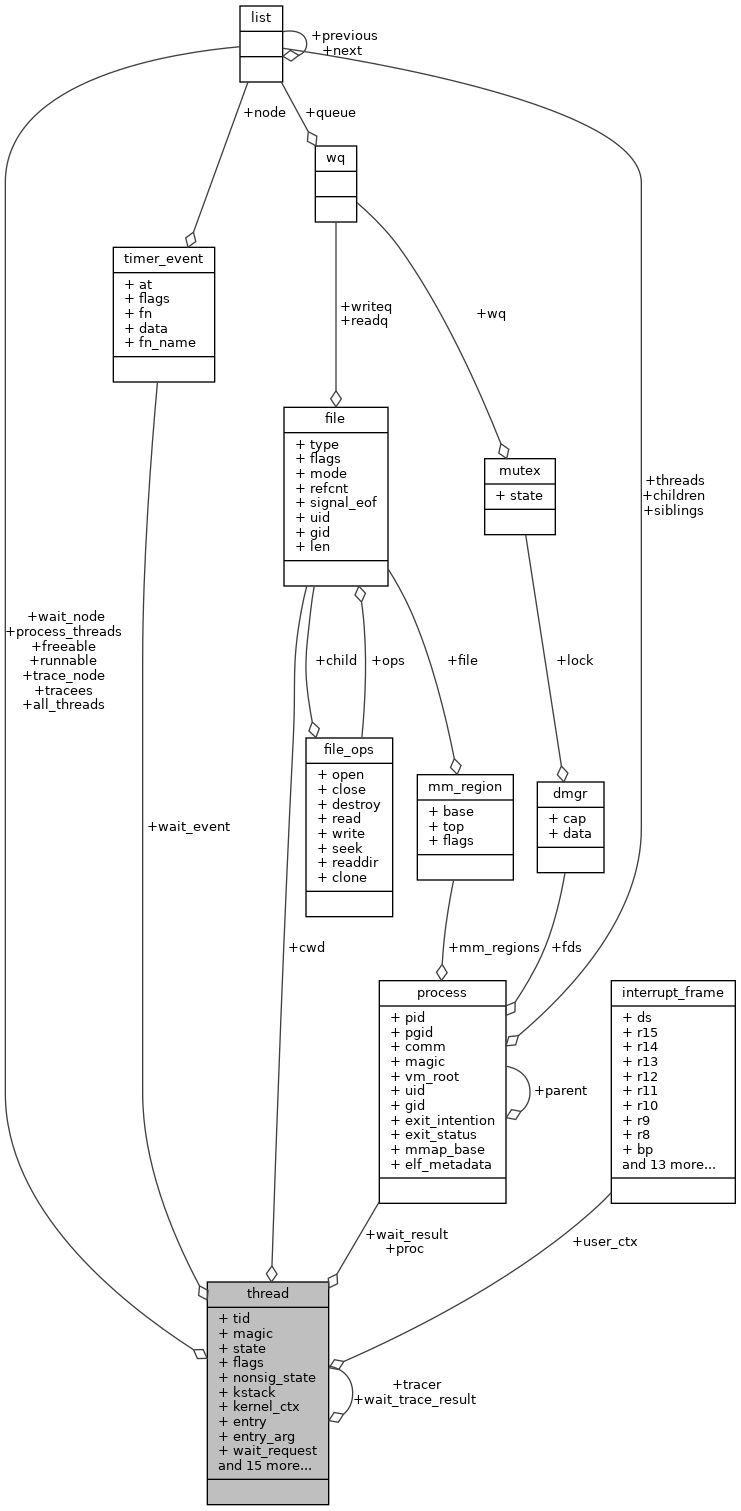 list
+previous
+next
+node
+queue
wq
timer_event
+ at
+ flags
+ fn
+ data
+ fn_name
+writeq
+readq
+wq
file
+ type
+ flags
+ mode
+ refcnt
+ signal_eof
+ uid
+ gid
+ len
mutex
+ state
+threads
+children
+siblings
+wait_node
+process_threads
+freeable
+runnable
+trace_node
+tracees
+all_threads
+child
+ops
+file
+lock
file_ops
+ open
+ close
+ destroy
+ read
+ write
+ seek
+ readdir
+ clone
mm_region
+ base
+ top
+ flags
dmgr
+ cap
+ data
+wait_event
+cwd
+mm_regions
+fds
process
+ pid
+ pgid
+ comm
+ magic
+ vm_root
+ uid
+ gid
+ exit_intention
+ exit_status
+ mmap_base
+ elf_metadata
+parent
interrupt_frame
+ ds
+ r15
+ r14
+ r13
+ r12
+ r11
+ r10
+ r9
+ r8
+ bp
and 13 more...
+wait_result
+proc
+user_ctx
thread
+ tid
+ magic
+ state
+ flags
+ nonsig_state
+ kstack
+ kernel_ctx
+ entry
+ entry_arg
+ wait_request
and 15 more...
+tracer
+wait_trace_result